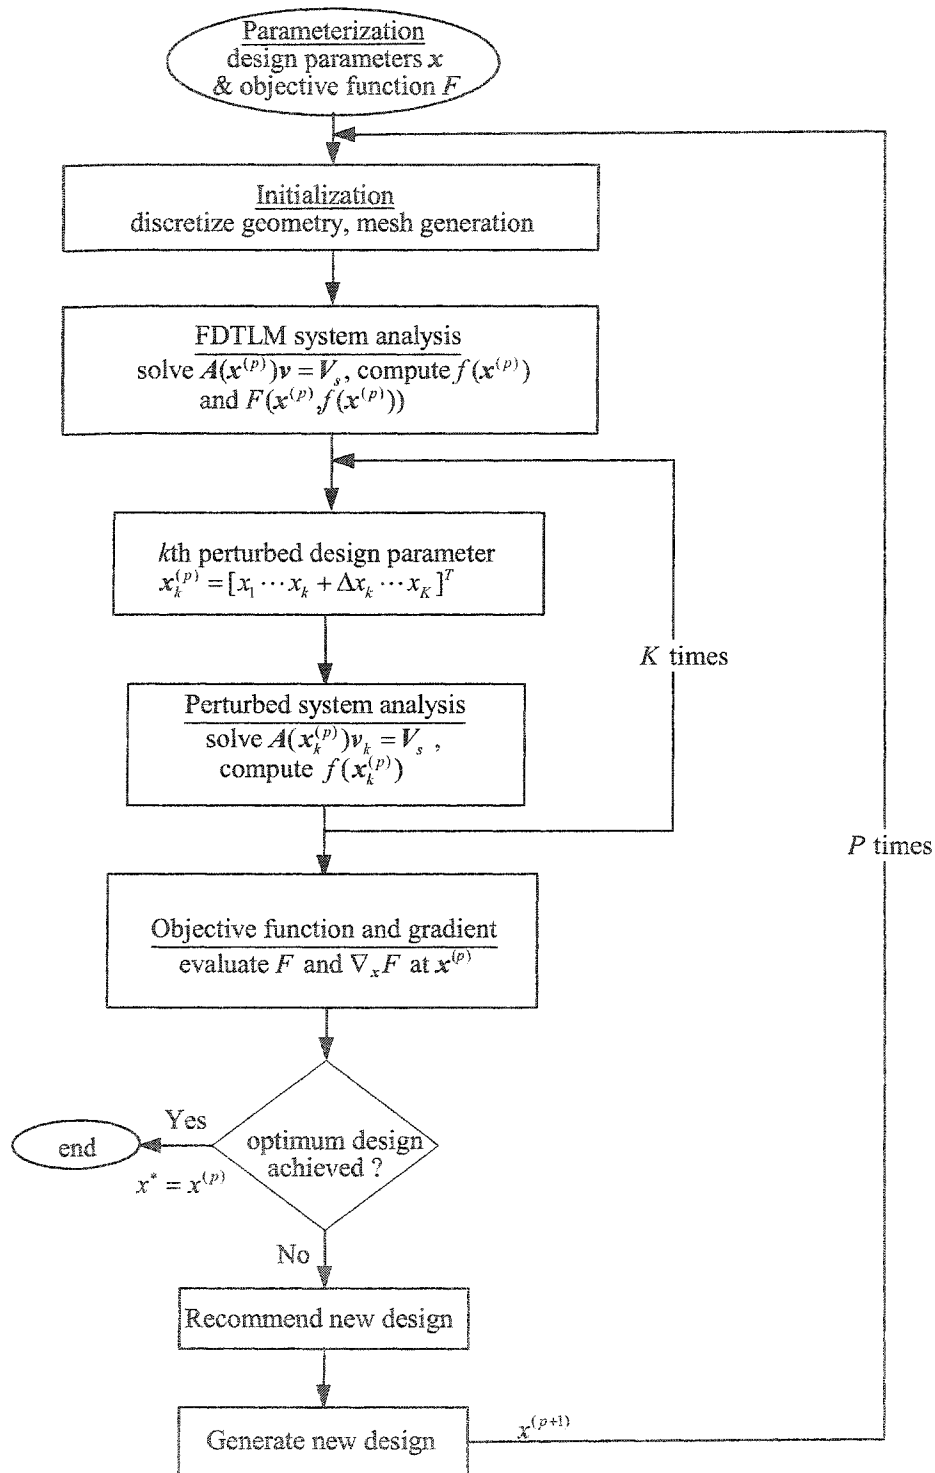 Parameterization
design parameters x
& objective function F
Initialization
discretize geometry, mesh generation
FDTLM system analysis
solve A(x^(p))v = V_s, compute f(x^(p))
and F(x^(p), f(x^(p)))
kth perturbed design parameter
x_k^(p) = [x_1 ⋯ x_k + Δx_k ⋯ x_K]^T
K times
Perturbed system analysis
solve A(x_k^(p))v_k = V_s ,
compute f(x_k^(p))
P times
Objective function and gradient
evaluate F and ∇_x F at x^(p)
Yes
end
optimum design
achieved ?
x^* = x^(p)
No
Recommend new design
Generate new design
x^(p+1)